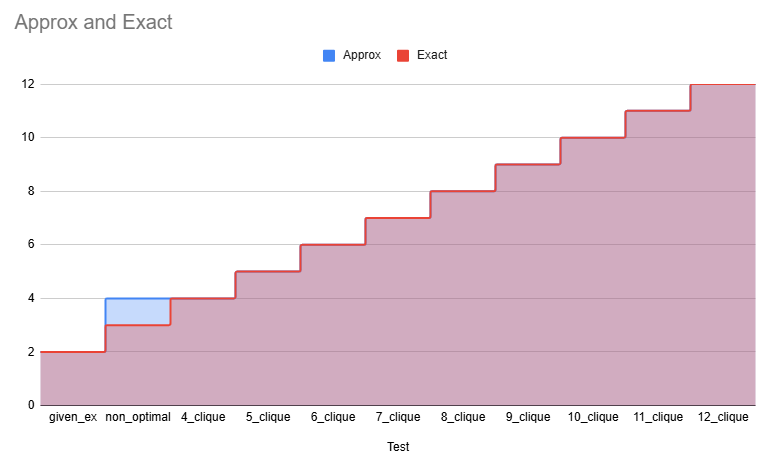 Approx and Exact
Approx Exact
12
10
8
6
4
2
0
given_ex non_optimal 4_clique 5_clique 6_clique 7_clique 8_clique 9_clique 10_clique 11_clique 12_clique
Test